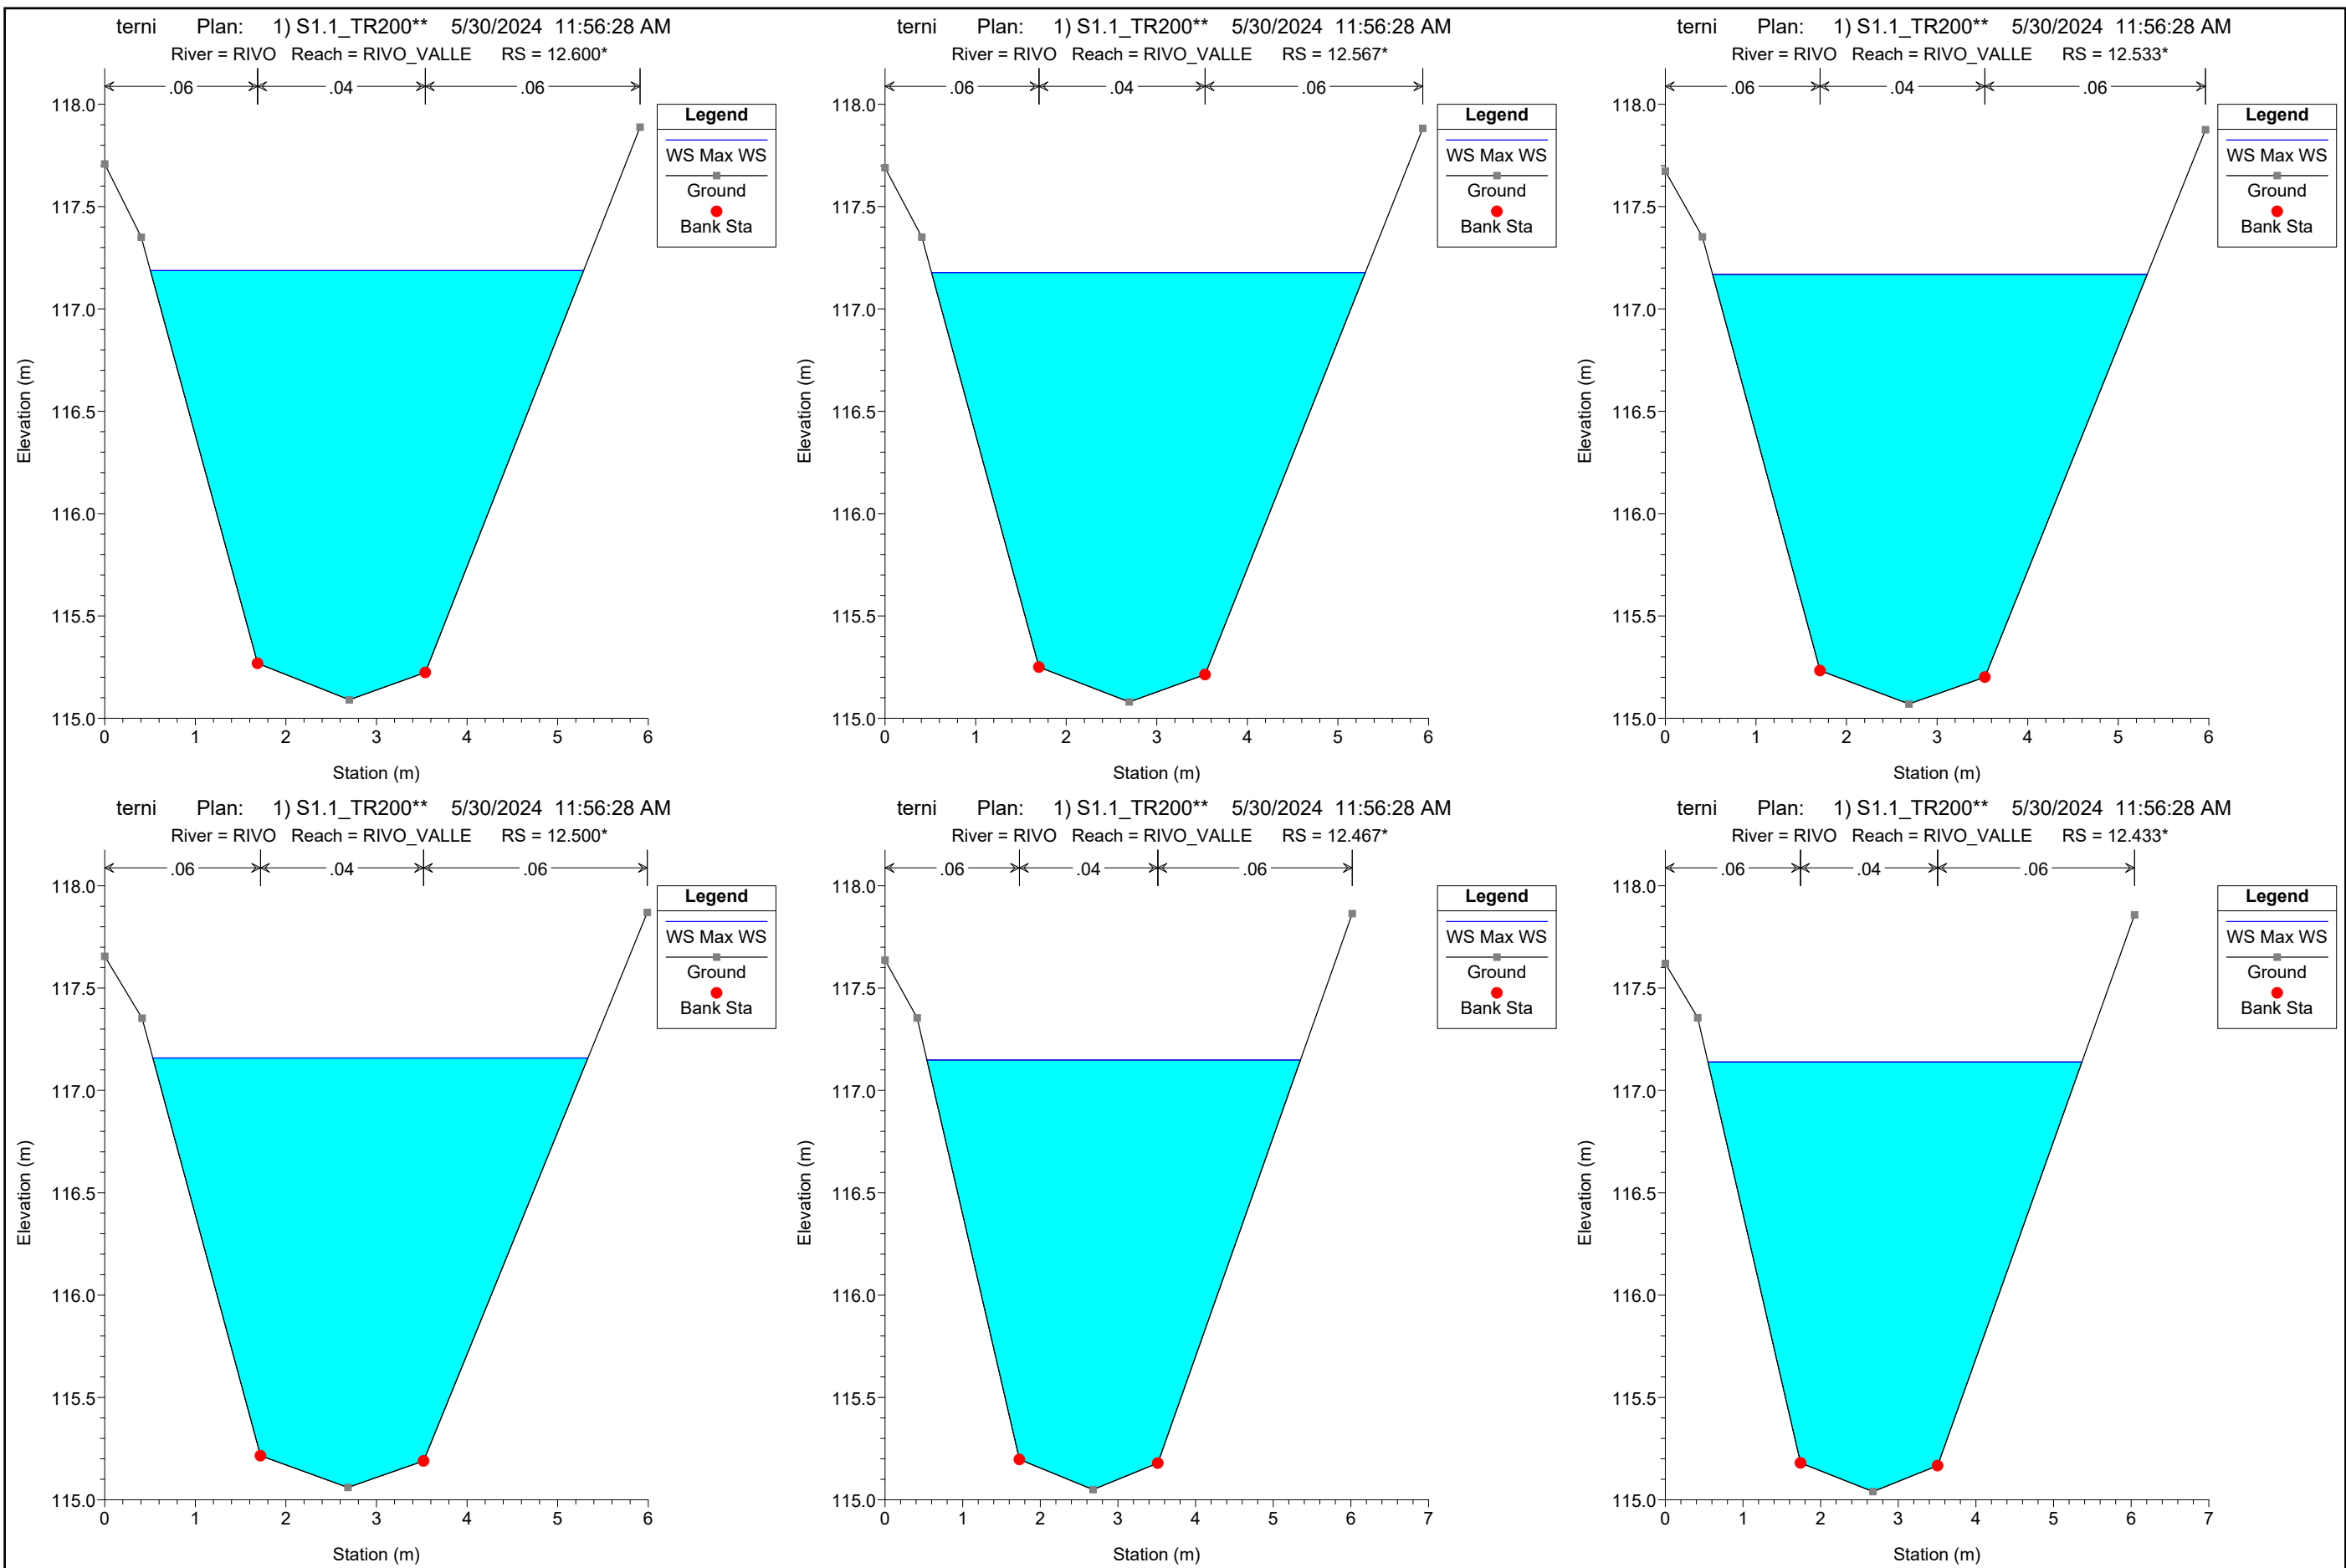 terni Plan: 1) S1.1_TR200** 5/30/2024 11:56:28 AM
River = RIVO Reach = RIVO_VALLE RS = 12.600*
.06 .04 .06
118.0
117.5
117.0
116.5
116.0
115.5
115.0
0 1 2 3 4 5 6
Station (m)
Elevation (m)
Legend
WS Max WS
Ground
Bank Sta
terni Plan: 1) S1.1_TR200** 5/30/2024 11:56:28 AM
River = RIVO Reach = RIVO_VALLE RS = 12.567*
.06 .04 .06
118.0
117.5
117.0
116.5
116.0
115.5
115.0
0 1 2 3 4 5 6
Station (m)
Elevation (m)
Legend
WS Max WS
Ground
Bank Sta
terni Plan: 1) S1.1_TR200** 5/30/2024 11:56:28 AM
River = RIVO Reach = RIVO_VALLE RS = 12.533*
.06 .04 .06
118.0
117.5
117.0
116.5
116.0
115.5
115.0
0 1 2 3 4 5 6
Station (m)
Elevation (m)
Legend
WS Max WS
Ground
Bank Sta
terni Plan: 1) S1.1_TR200** 5/30/2024 11:56:28 AM
River = RIVO Reach = RIVO_VALLE RS = 12.500*
.06 .04 .06
118.0
117.5
117.0
116.5
116.0
115.5
115.0
0 1 2 3 4 5 6
Station (m)
Elevation (m)
Legend
WS Max WS
Ground
Bank Sta
terni Plan: 1) S1.1_TR200** 5/30/2024 11:56:28 AM
River = RIVO Reach = RIVO_VALLE RS = 12.467*
.06 .04 .06
118.0
117.5
117.0
116.5
116.0
115.5
115.0
0 1 2 3 4 5 6 7
Station (m)
Elevation (m)
Legend
WS Max WS
Ground
Bank Sta
terni Plan: 1) S1.1_TR200** 5/30/2024 11:56:28 AM
River = RIVO Reach = RIVO_VALLE RS = 12.433*
.06 .04 .06
118.0
117.5
117.0
116.5
116.0
115.5
115.0
0 1 2 3 4 5 6 7
Station (m)
Elevation (m)
Legend
WS Max WS
Ground
Bank Sta